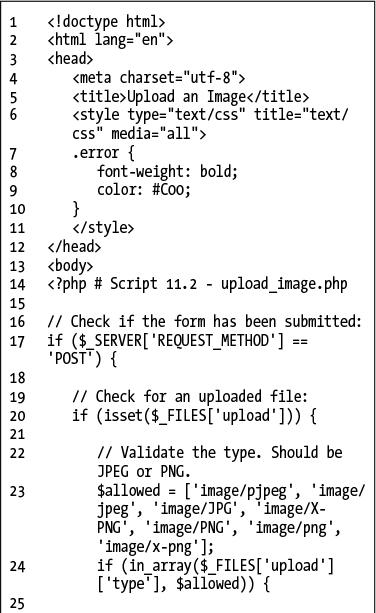 1 <!doctype html>
2 <html lang="en">
3 <head>
4 <meta charset="utf-8">
5 <title>Upload an Image</title>
6 <style type="text/css" title="text/
css" media="all">
7 .error {
8 font-weight: bold;
9 color: #C00;
10 }
11 </style>
12 </head>
13 <body>
14 <?php # Script 11.2 - upload_image.php
15
16 // Check if the form has been submitted:
17 if ($_SERVER['REQUEST_METHOD'] ==
'POST') {
18
19 // Check for an uploaded file:
20 if (isset($_FILES['upload'])) {
21
22 // Validate the type. Should be
JPEG or PNG.
23 $allowed = ['image/pjpeg', 'image/
jpeg', 'image/JPG', 'image/X-
PNG', 'image/PNG', 'image/png',
'image/x-png'];
24 if (in_array($_FILES['upload']
['type'], $allowed)) {
25